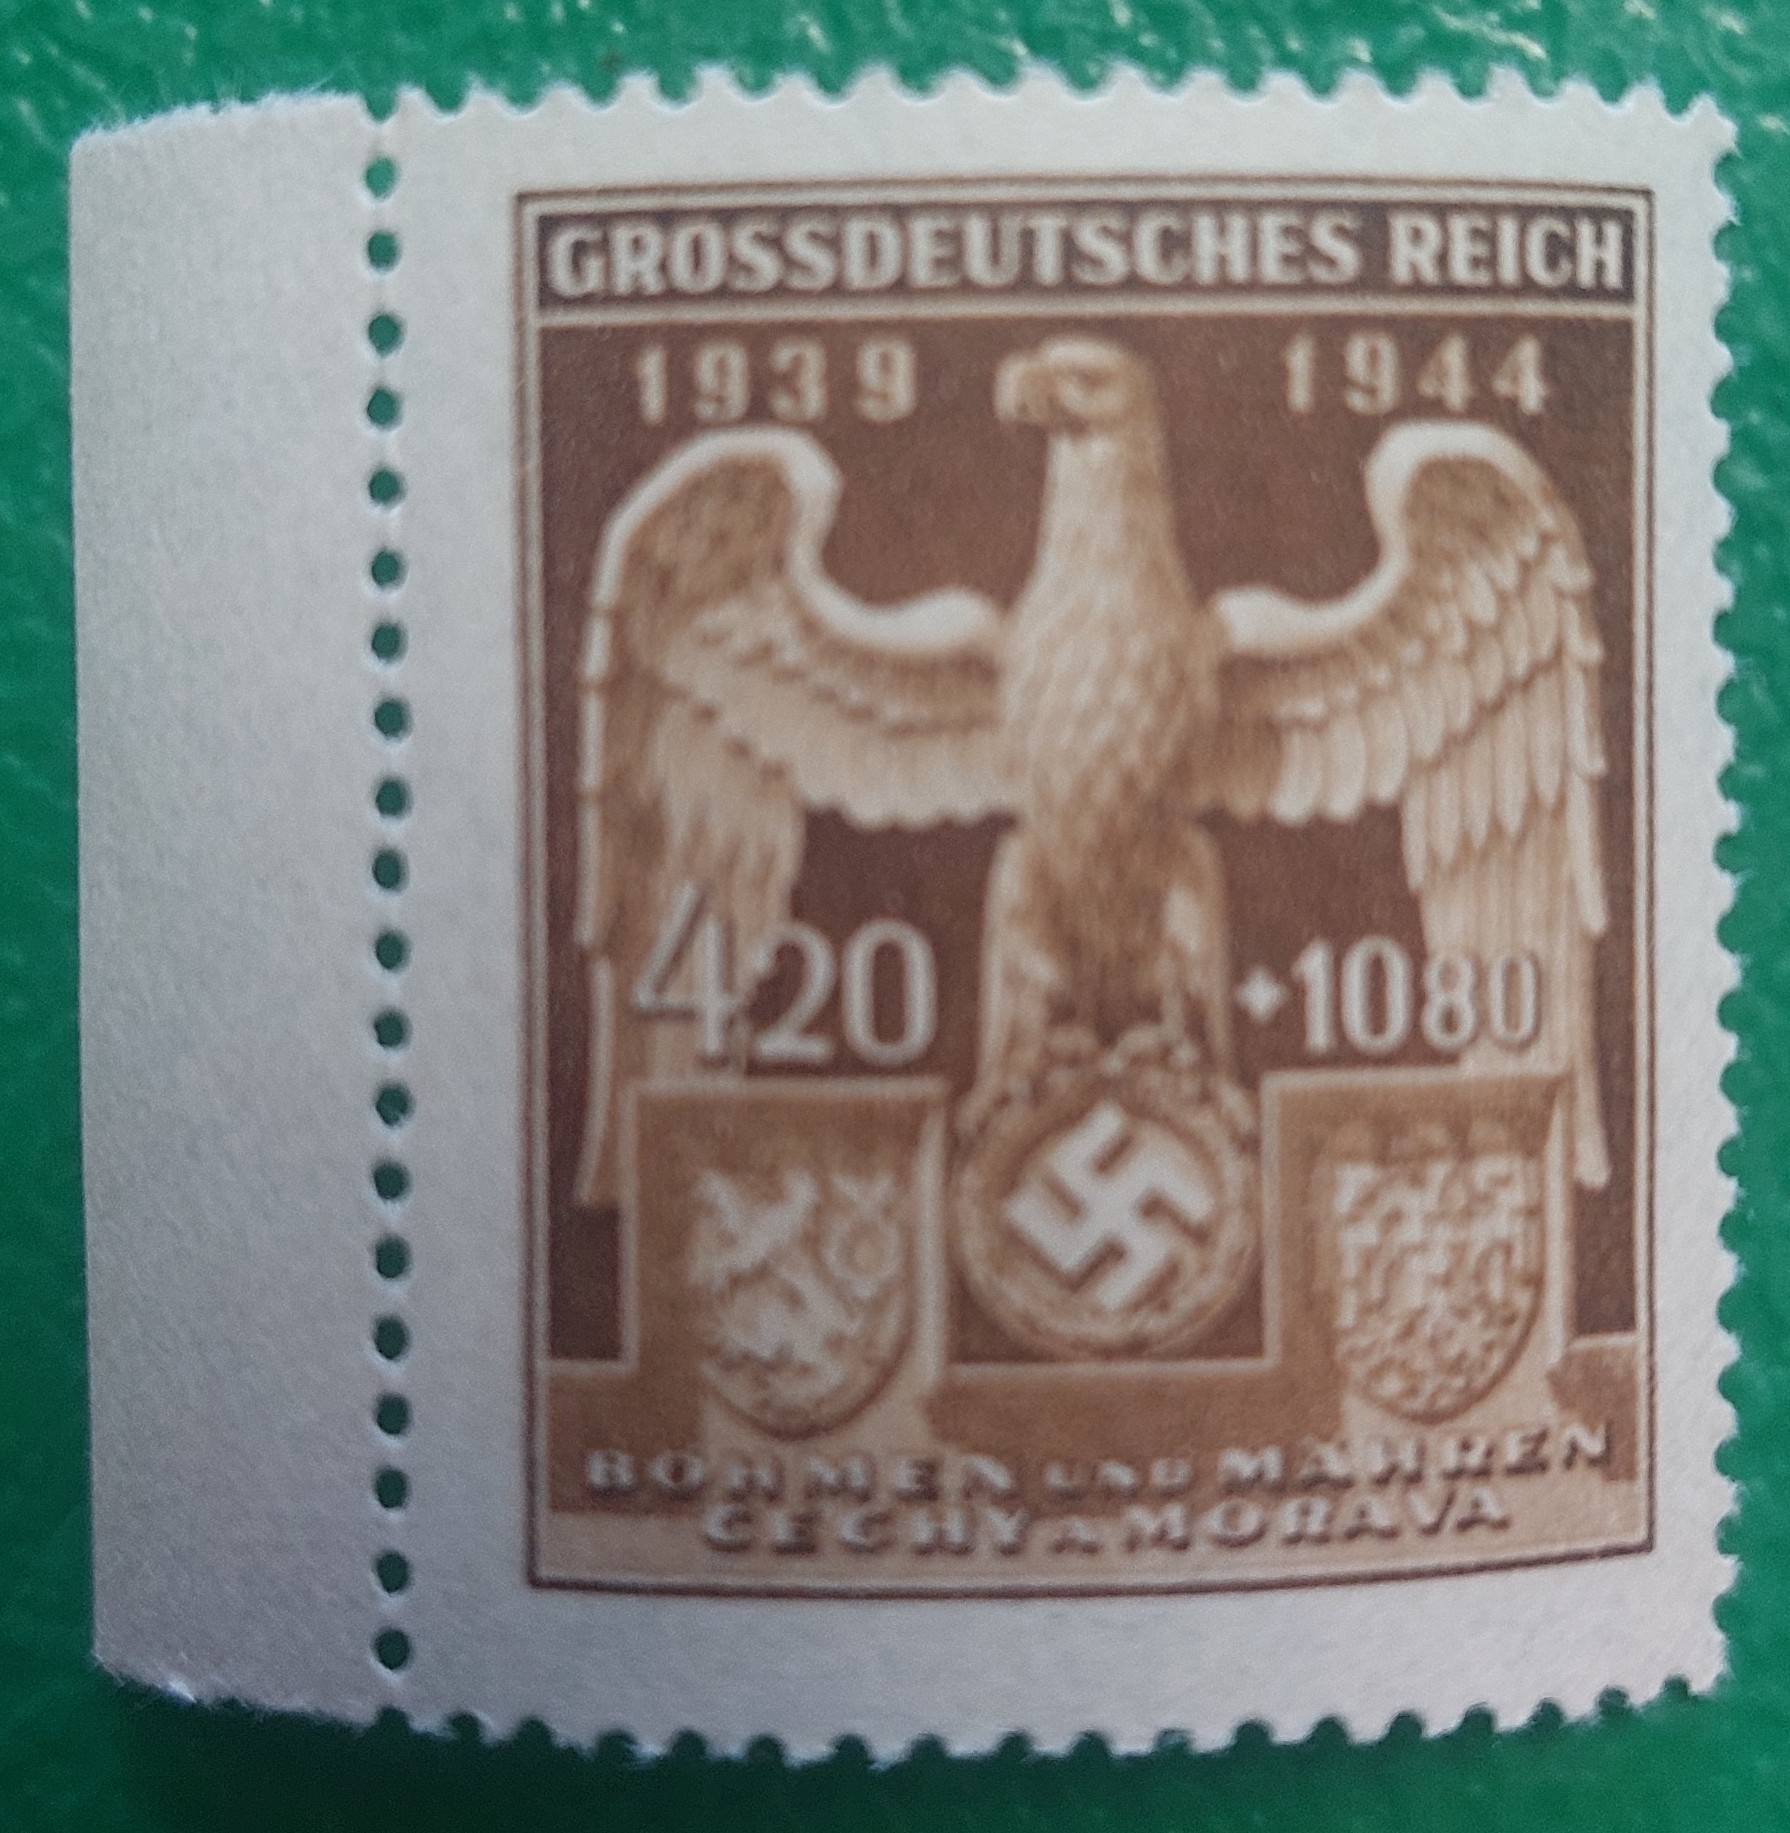 GROSSDEUTSCHES REICH
1939 1944
420 +1080
BÖHMEN UND MÄHREN
ČECHY A MORAVA